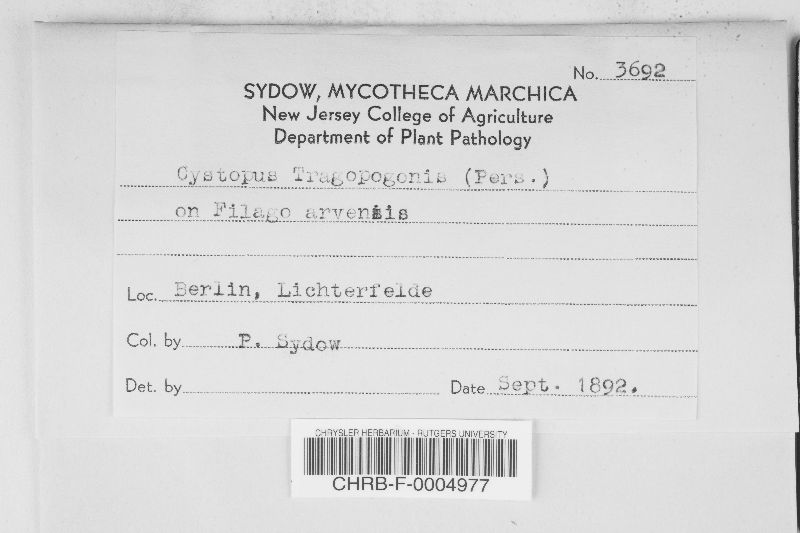 No. 3692
SYDOW, MYCOTHECA MARCHICA
New Jersey College of Agriculture
Department of Plant Pathology
Cystopus Tragopogonis (Pers.)
on Filago arvensis
Loc. Berlin, Lichterfelde
Col. by P. Sydow
Det. by
Date Sept. 1892.
CHRYSLER HERBARIUM - RUTGERS UNIVERSITY
CHRB-F-0004977